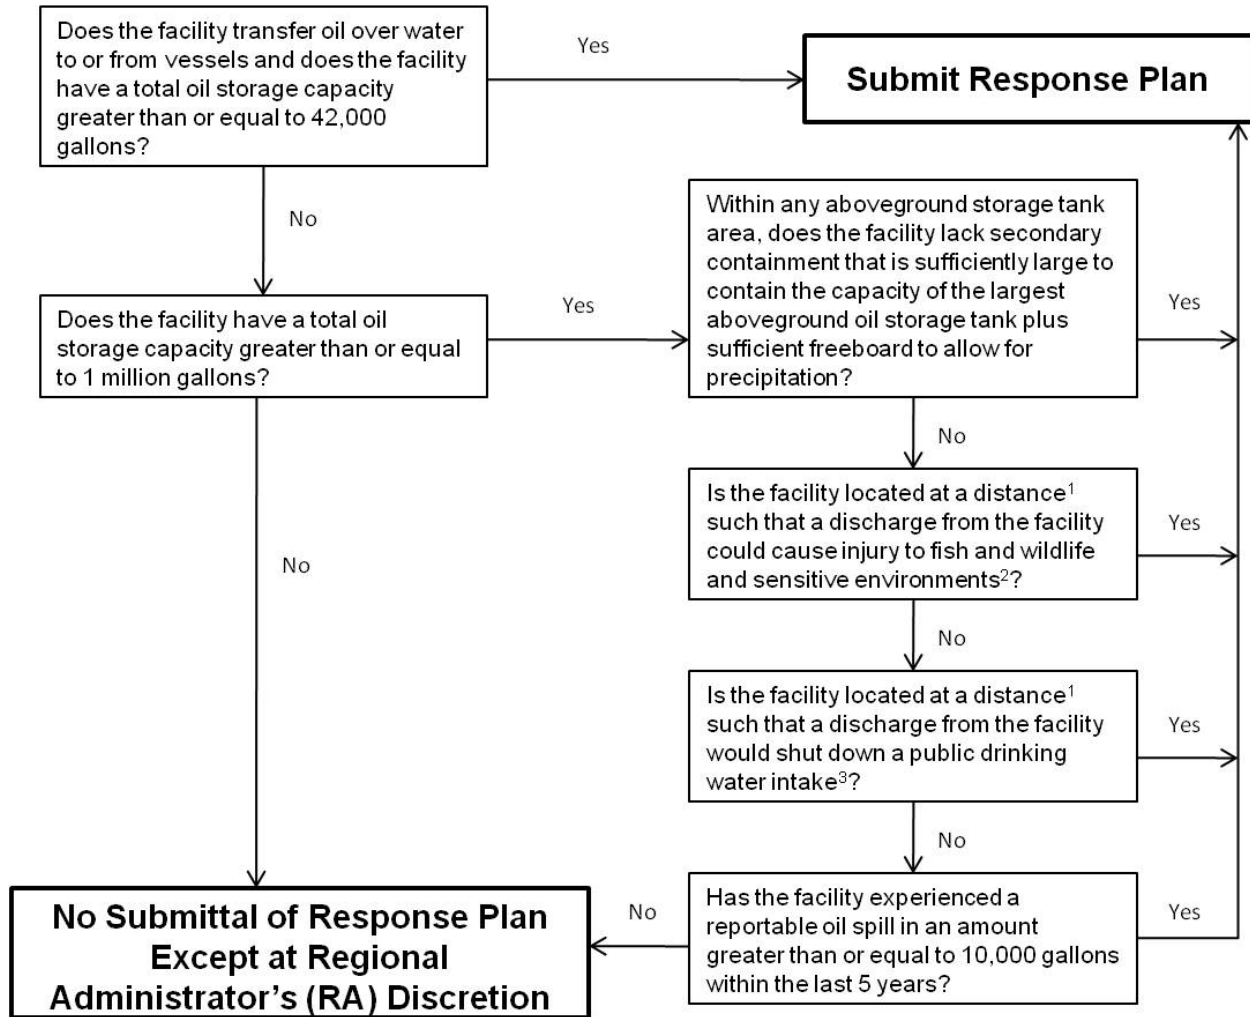 Does the facility transfer oil over water
to or from vessels and does the facility
have a total oil storage capacity
greater than or equal to 42,000
gallons?
Yes
Submit Response Plan
No
Within any aboveground storage tank
area, does the facility lack secondary
containment that is sufficiently large to
contain the capacity of the largest
aboveground oil storage tank plus
sufficient freeboard to allow for
precipitation?
Yes
Does the facility have a total oil
storage capacity greater than or equal
to 1 million gallons?
Yes
No
Is the facility located at a distance¹
such that a discharge from the facility
could cause injury to fish and wildlife
and sensitive environments²?
Yes
No
No
Is the facility located at a distance¹
such that a discharge from the facility
would shut down a public drinking
water intake³?
Yes
No
Has the facility experienced a
reportable oil spill in an amount
greater than or equal to 10,000 gallons
within the last 5 years?
Yes
No
No Submittal of Response Plan
Except at Regional
Administrator's (RA) Discretion